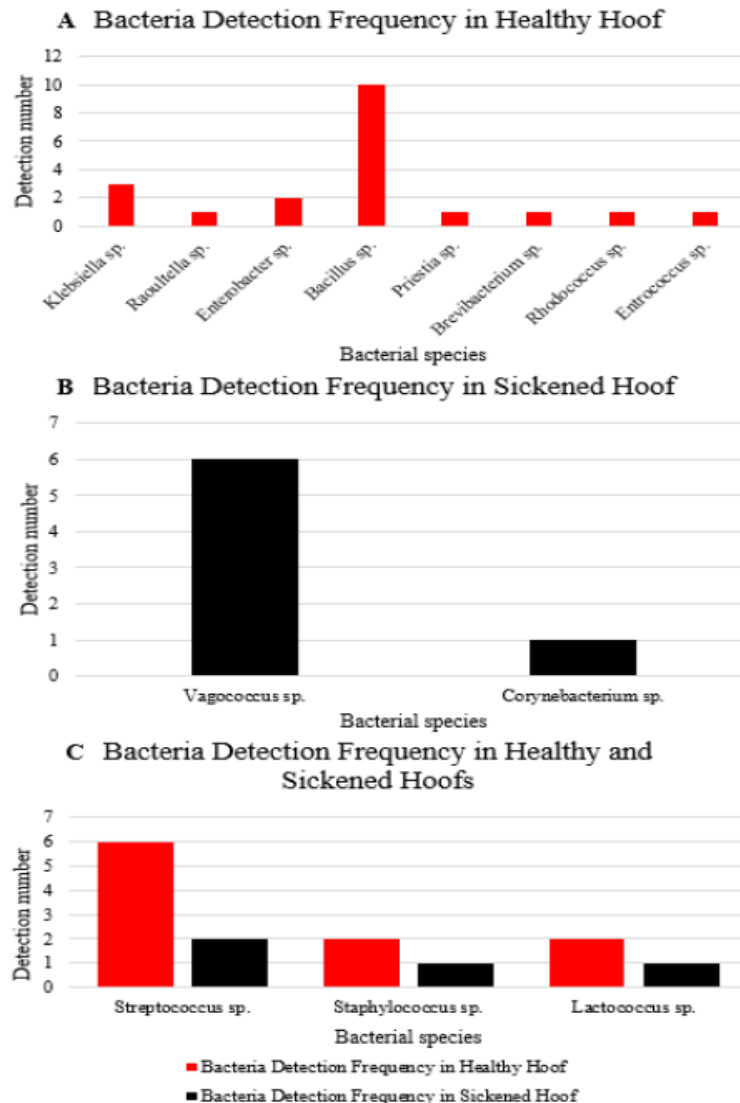 A Bacteria Detection Frequency in Healthy Hoof
Detection number
12
10
8
6
4
2
0
Klebsiella sp.
Raoultella sp.
Enterobacter sp.
Bacillus sp.
Priestia sp.
Brevibacterium sp.
Rhodococcus sp.
Entrococcus sp.
Bacterial species
B Bacteria Detection Frequency in Sickened Hoof
Detection number
7
6
5
4
3
2
1
0
Vagococcus sp.
Corynebacterium sp.
Bacterial species
C Bacteria Detection Frequency in Healthy and
Sickened Hoofs
Detection number
7
6
5
4
3
2
1
0
Streptococcus sp.
Staphylococcus sp.
Lactococcus sp.
Bacterial species
Bacteria Detection Frequency in Healthy Hoof
Bacteria Detection Frequency in Sickened Hoof